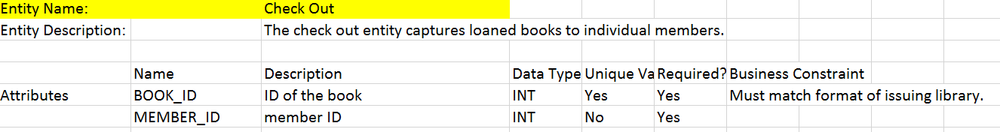 Entity Name: Check Out
Entity Description: The check out entity captures loaned books to individual members.
Name Description Data Type Unique Va Required? Business Constraint
Attributes BOOK_ID ID of the book INT Yes Yes Must match format of issuing library.
MEMBER_ID member ID INT No Yes